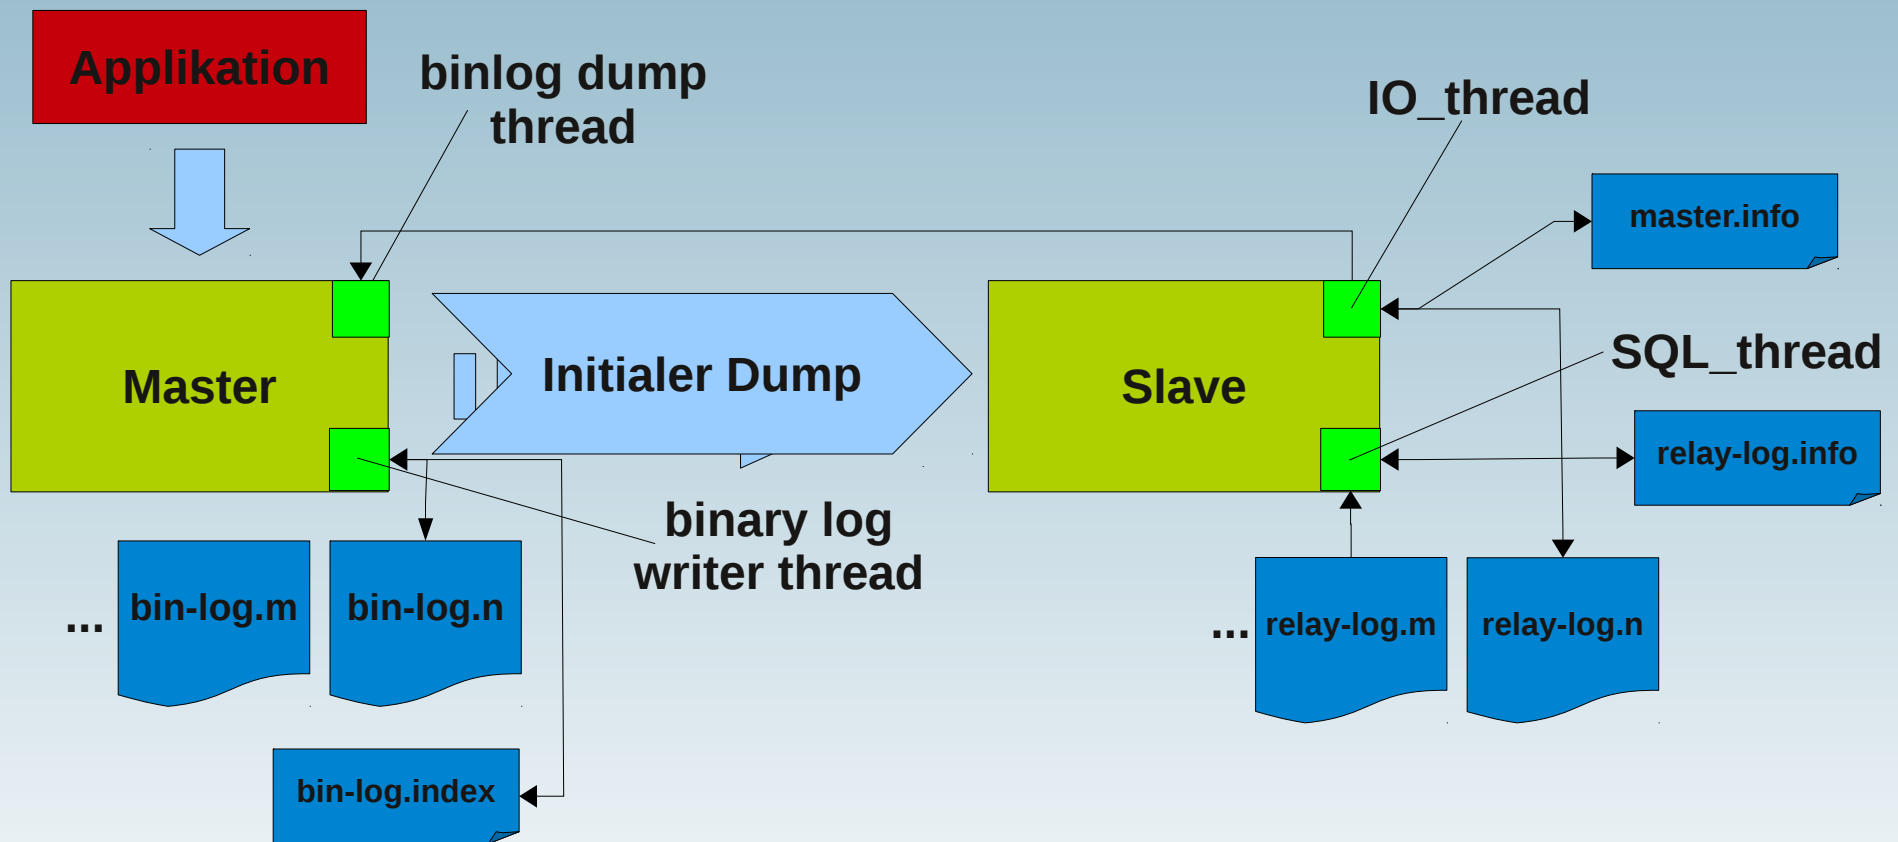 Applikation
binlog dump
thread
IO_thread
master.info
Master
Initialer Dump
Slave
SQL_thread
relay-log.info
binary log
writer thread
...
bin-log.m
bin-log.n
...
relay-log.m
relay-log.n
bin-log.index